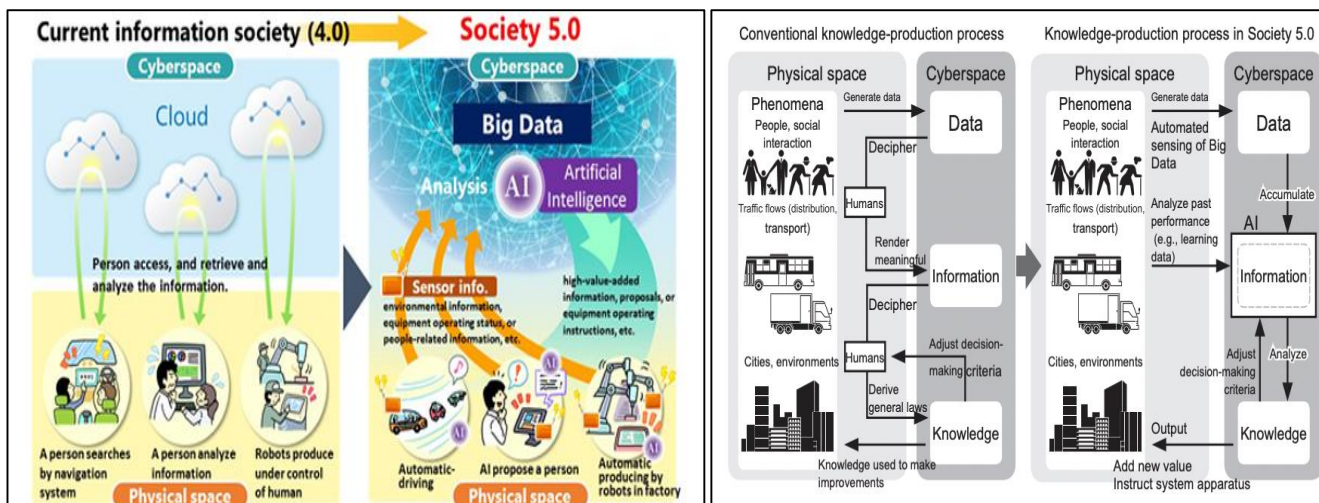 Current information society (4.0)
Society 5.0
Cyberspace
Cloud
Person access, and retrieve and
analyze the information.
A person searches
by navigation
system
A person analyze
information
Robots produce
under control
of human
Physical space
Cyberspace
Big Data
Analysis
AI
Artificial
Intelligence
Sensor info.
environmental information,
equipment operating status, or
people-related information, etc.
high-value-added
information, proposals, or
equipment operating
instructions, etc.
AI
AI
AI
Automatic-
driving
AI propose a person
Automatic
producing by
robots in factory
Physical space
Conventional knowledge-production process
Physical space
Cyberspace
Phenomena
People, social
interaction
Traffic flows (distribution,
transport)
Cities, environments
Generate data
Data
Decipher
Humans
Render
meaningful
Information
Decipher
Humans
Adjust decision-
making criteria
Derive
general laws
Knowledge
Knowledge used to make
improvements
Knowledge-production process in Society 5.0
Physical space
Cyberspace
Phenomena
People, social
interaction
Traffic flows (distribution,
transport)
Cities, environments
Generate data
Automated
sensing of Big
Data
Data
Accumulate
Analyze past
performance
(e.g., learning
data)
AI
Information
Adjust
decision-making
criteria
Analyze
Knowledge
Output
Add new value
Instruct system apparatus